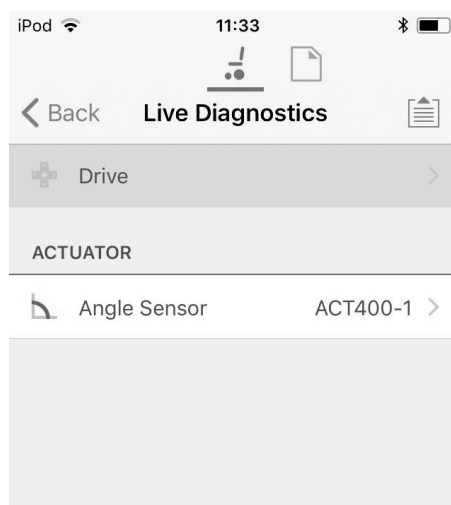 iPod 11:33
Back Live Diagnostics
Drive
ACTUATOR
Angle Sensor ACT400-1